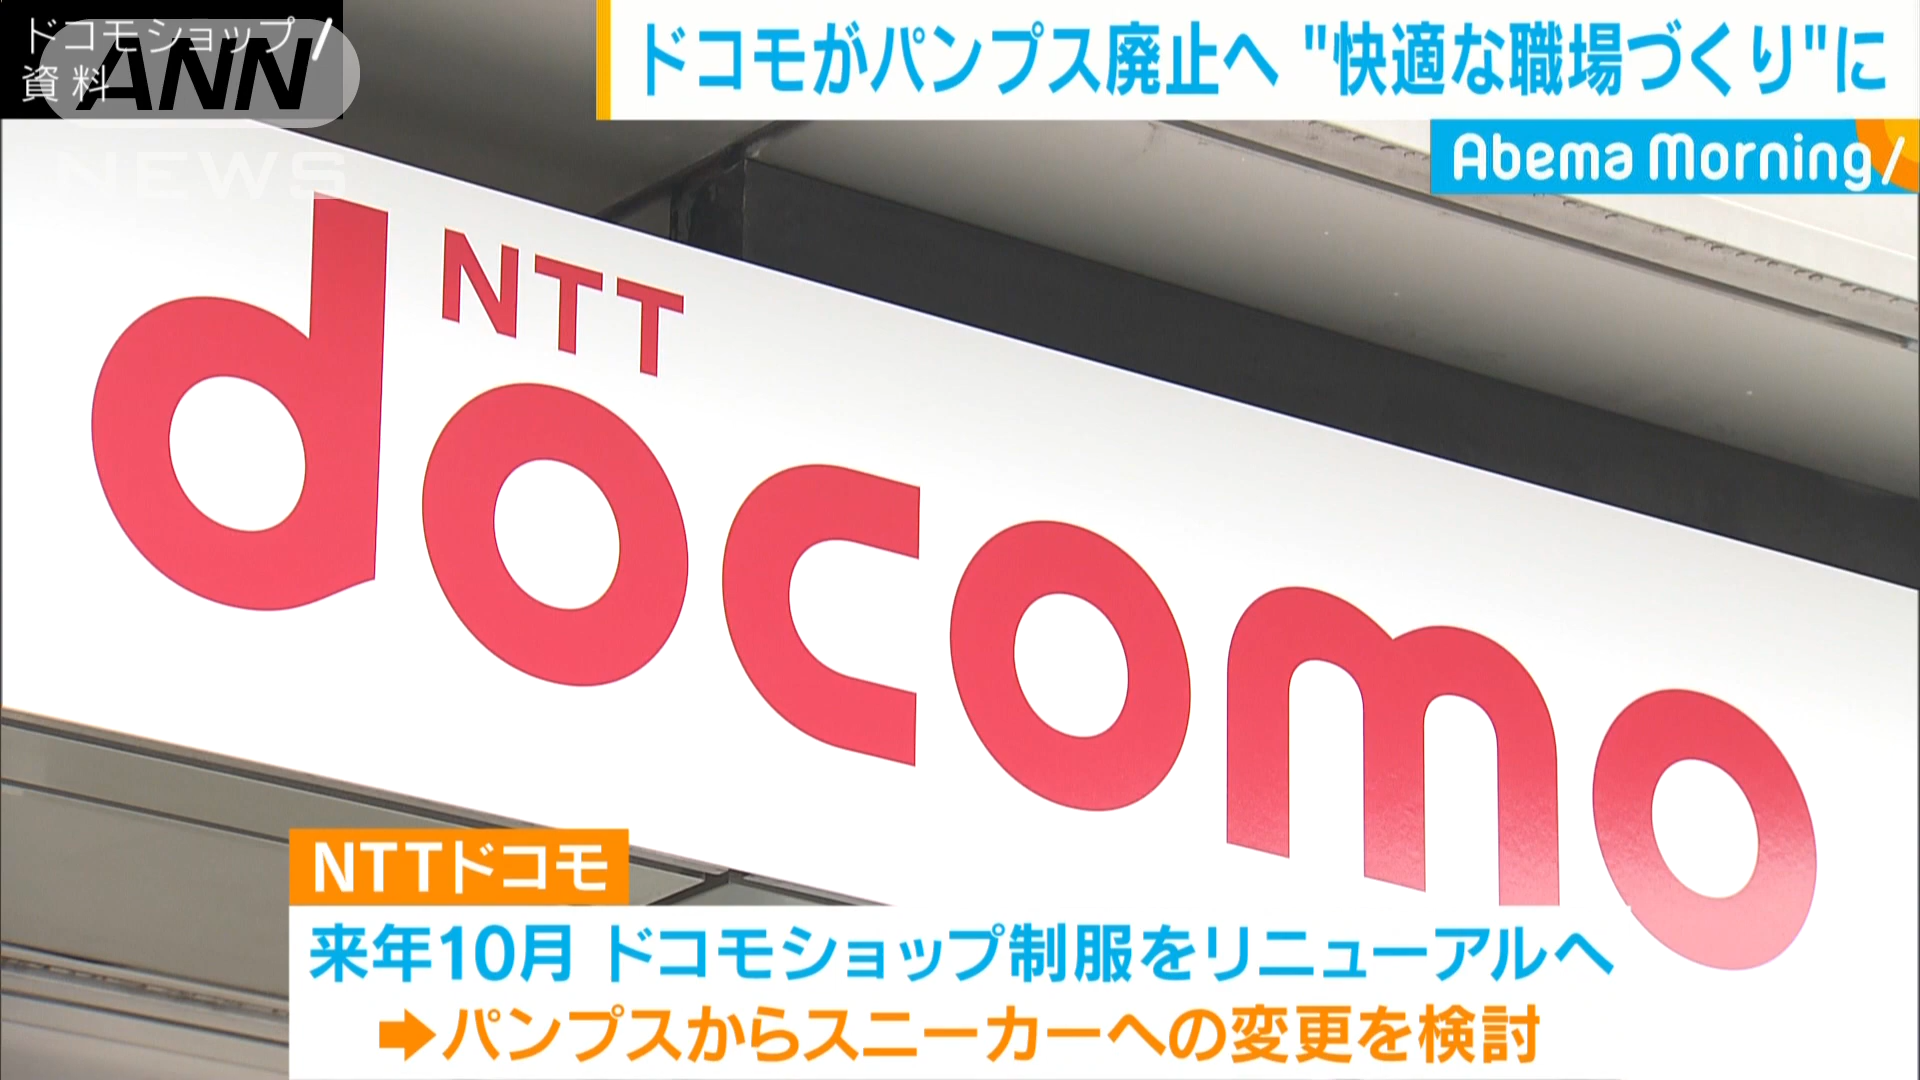 ドコモショップ/
資料
ANN
NEWS
ドコモがパンプス廃止へ "快適な職場づくり"に
Abema Morning/
NTT
docomo
NTTドコモ
来年10月 ドコモショップ制服をリニューアルへ
➡パンプスからスニーカーへの変更を検討